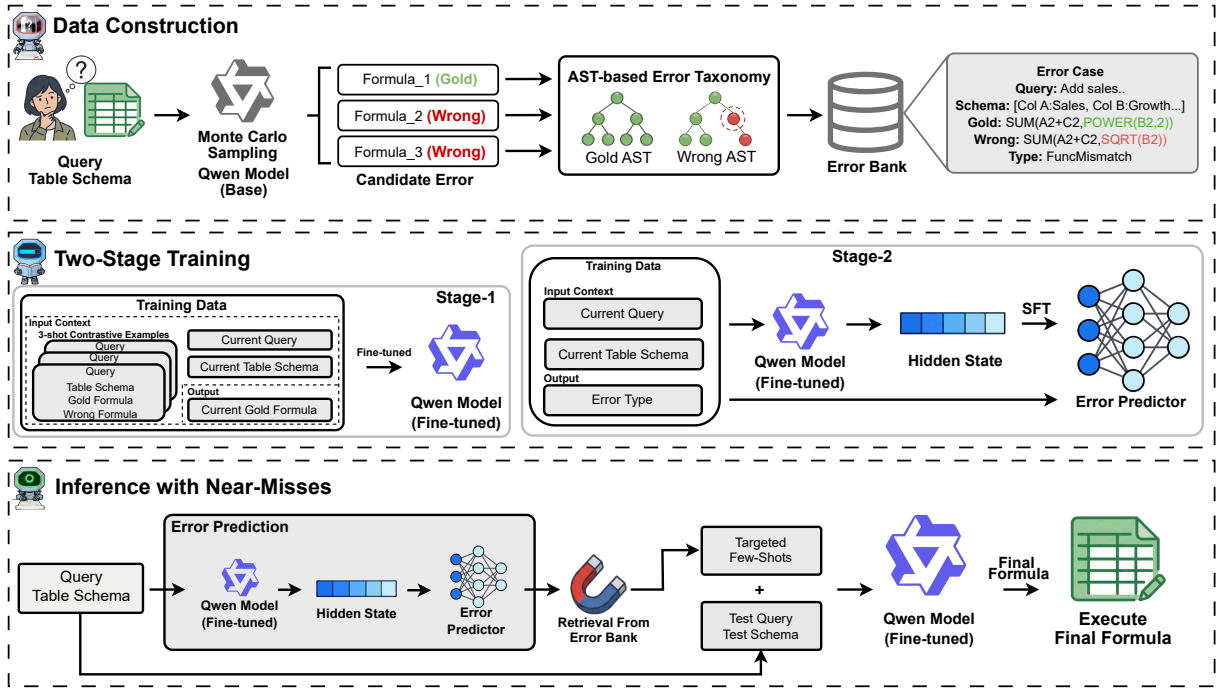 Data Construction
?
Query
Table Schema
Monte Carlo
Sampling
Qwen Model
(Base)
Formula_1 (Gold)
Formula_2 (Wrong)
Formula_3 (Wrong)
Candidate Error
AST-based Error Taxonomy
Gold AST
Wrong AST
Error Bank
Error Case
Query: Add sales..
Schema: [Col A:Sales, Col B:Growth...]
Gold: SUM(A2+C2,POWER(B2,2))
Wrong: SUM(A2+C2,SQRT(B2))
Type: FuncMismatch
Two-Stage Training
Stage-1
Training Data
Input Context
3-shot Contrastive Examples
Query
Query
Query
Table Schema
Gold Formula
Wrong Formula
Current Query
Current Table Schema
Output
Current Gold Formula
Fine-tuned
Qwen Model
(Fine-tuned)
Stage-2
Training Data
Input Context
Current Query
Current Table Schema
Output
Error Type
Qwen Model
(Fine-tuned)
Hidden State
SFT
Error Predictor
Inference with Near-Misses
Query
Table Schema
Error Prediction
Qwen Model
(Fine-tuned)
Hidden State
Error
Predictor
Retrieval From
Error Bank
Targeted
Few-Shots
+
Test Query
Test Schema
Qwen Model
(Fine-tuned)
Final
Formula
Execute
Final Formula